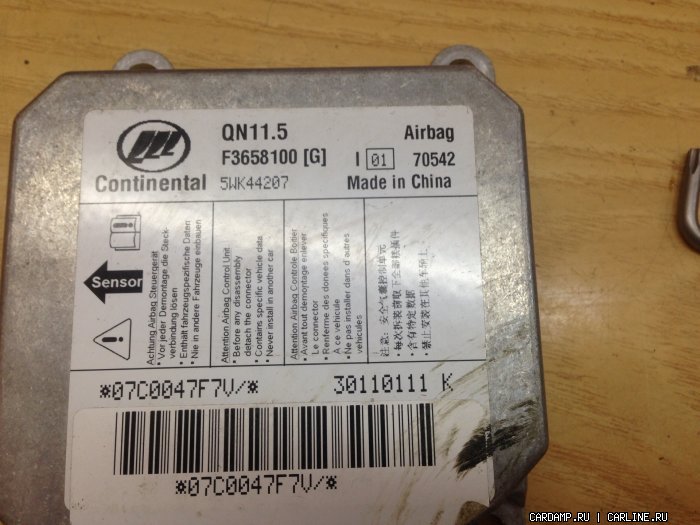 QN11.5
Airbag
F3658100 [G]
I 01 70542
Continental
5WK44207
Made in China
Sensor
Achtung Airbag Steuergerät
• Vor jeder Demontage die Steck-
verbindung lösen
• Enthält fahrzeugspezifische Daten
• Nie in andere Fahrzeuge einbauen
Attention Airbag Control Unit
• Before any disassembly
detach the connector
• Contains specific vehicle data
• Never install in another car
Attention Airbag Controle Boitier
• Avant tout demontage enlever
Le connector
• Renferme des donées specifiques
A ce vehicule
• Ne pas installer dans d'autres
vehicules
注意: 安全气囊控制单元
• 每次拆装前取下全部接插件
• 含有特定数据
• 禁止安装在其他车辆上
*07C0047F7V/*
30110111 K
*07C0047F7V/*
CARDAMP.RU | CARLINE.RU